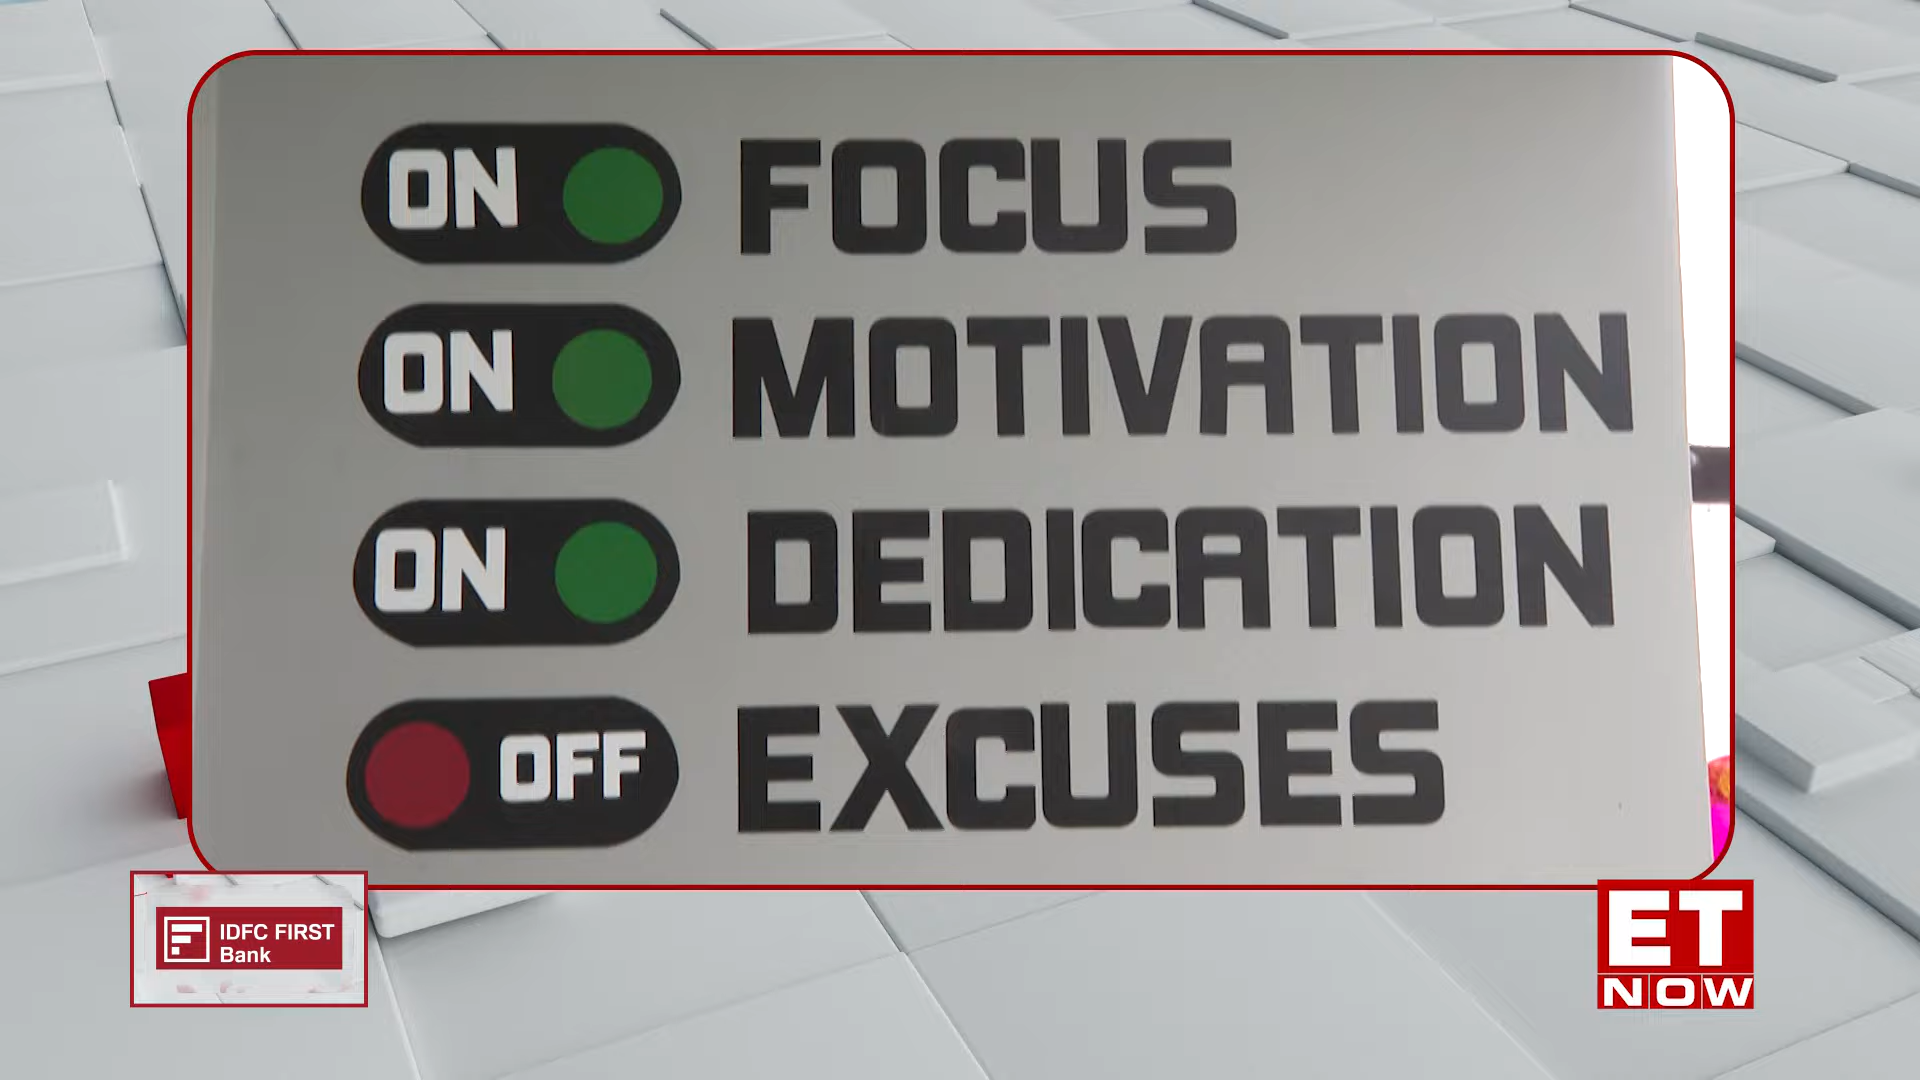 ON FOCUS
ON MOTIVATION
ON DEDICATION
OFF EXCUSES
IDFC FIRST
Bank
ET
NOW